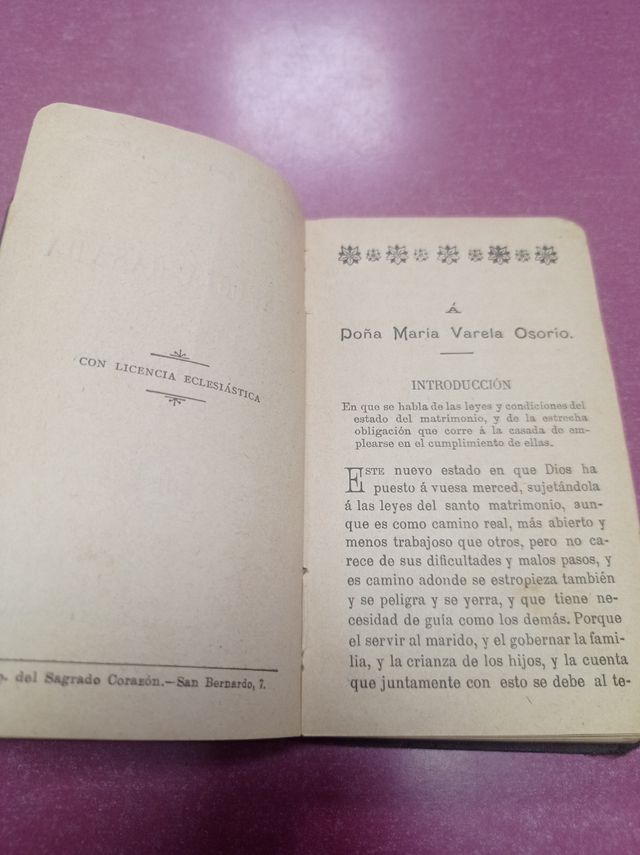 CON LICENCIA ECLESIÁSTICA
del Sagrado Corazón.—San Bernardo, 7.
Á
Doña Maria Varela Osorio.
INTRODUCCIÓN
En que se habla de las leyes y condiciones del
estado del matrimonio, y de la estrecha
obligación que corre á la casada de em-
plearse en el cumplimiento de ellas.
ESTE nuevo estado en que Dios ha
puesto á vuesa merced, sujetándola
á las leyes del santo matrimonio, aun-
que es como camino real, más abierto y
menos trabajoso que otros, pero no ca-
rece de sus dificultades y malos pasos, y
es camino adonde se estropieza también
y se peligra y se yerra, y que tiene ne-
cesidad de guía como los demás. Porque
el servir al marido, y el gobernar la fami-
lia, y la crianza de los hijos, y la cuenta
que juntamente con esto se debe al te-